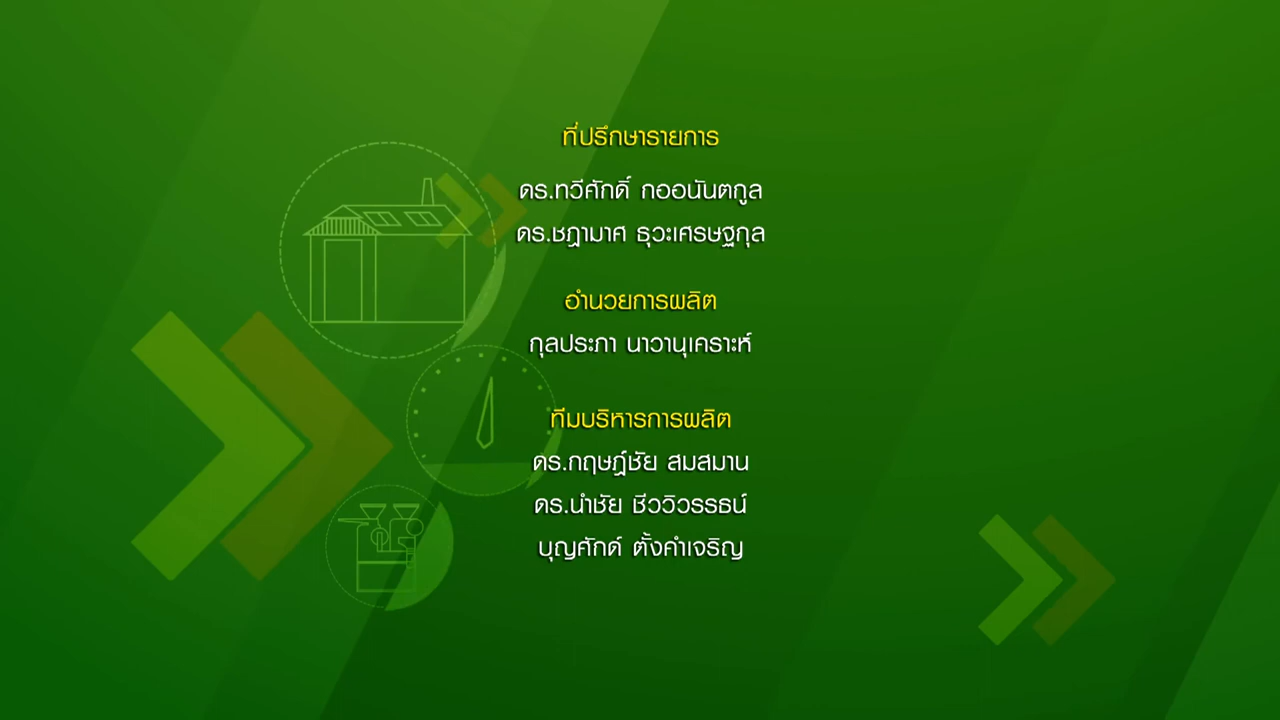 ที่ปรึกษารายการ
ดร.ทวีศักดิ์ กออนันตกูล
ดร.ชฎามาศ ธุวะเศรษฐกุล
อำนวยการผลิต
กุลประภา นาวานุเคราะห์
ทีมบริหารการผลิต
ดร.กฤษฏ์ชัย สมสมาน
ดร.นำชัย ชีววิวรรธน์
บุญศักด์ ตั้งคำเจริญ